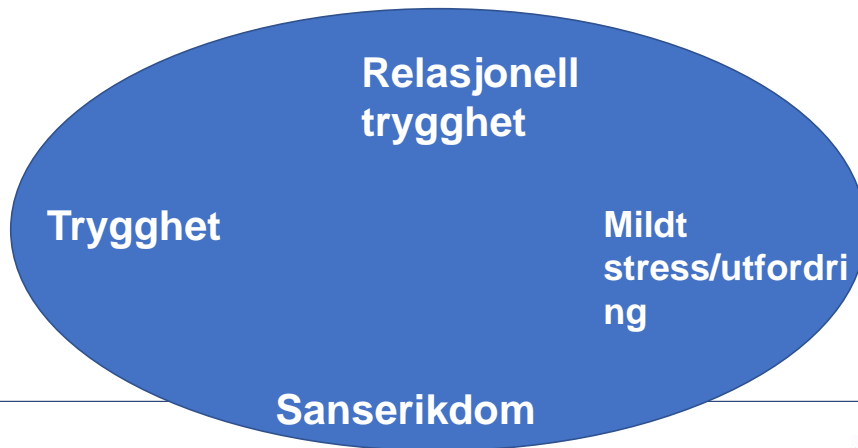 Relasjonell
trygghet
Trygghet
Mildt
stress/utfordri
ng
Sanserikdom